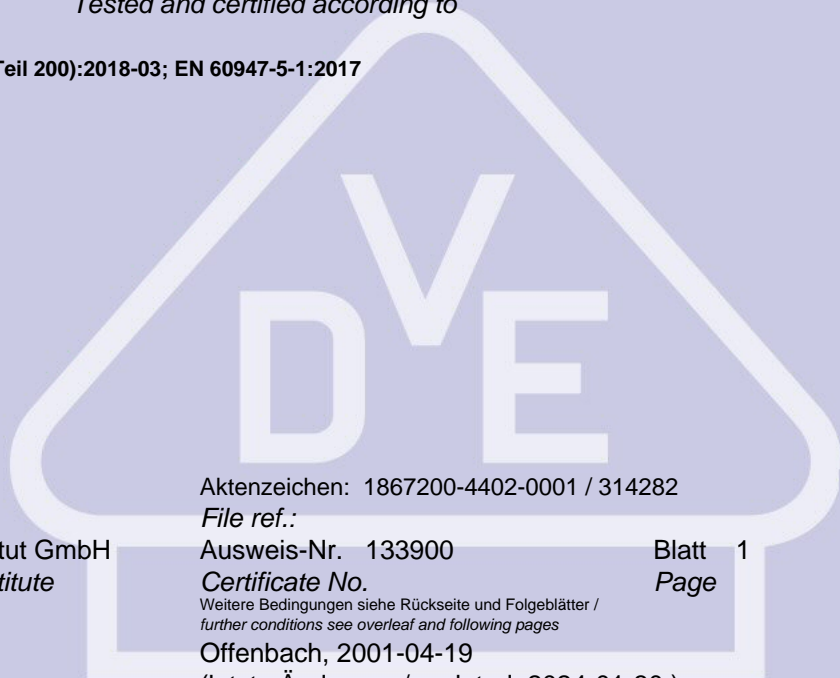 Tested and certified according to
Teil 200):2018-03; EN 60947-5-1:2017
VDE
Aktenzeichen: 1867200-4402-0001 / 314282
File ref.:
tut GmbH Ausweis-Nr. 133900 Blatt 1
titute Certificate No. Page
Weitere Bedingungen siehe Rückseite und Folgeblätter /
further conditions see overleaf and following pages
Offenbach, 2001-04-19